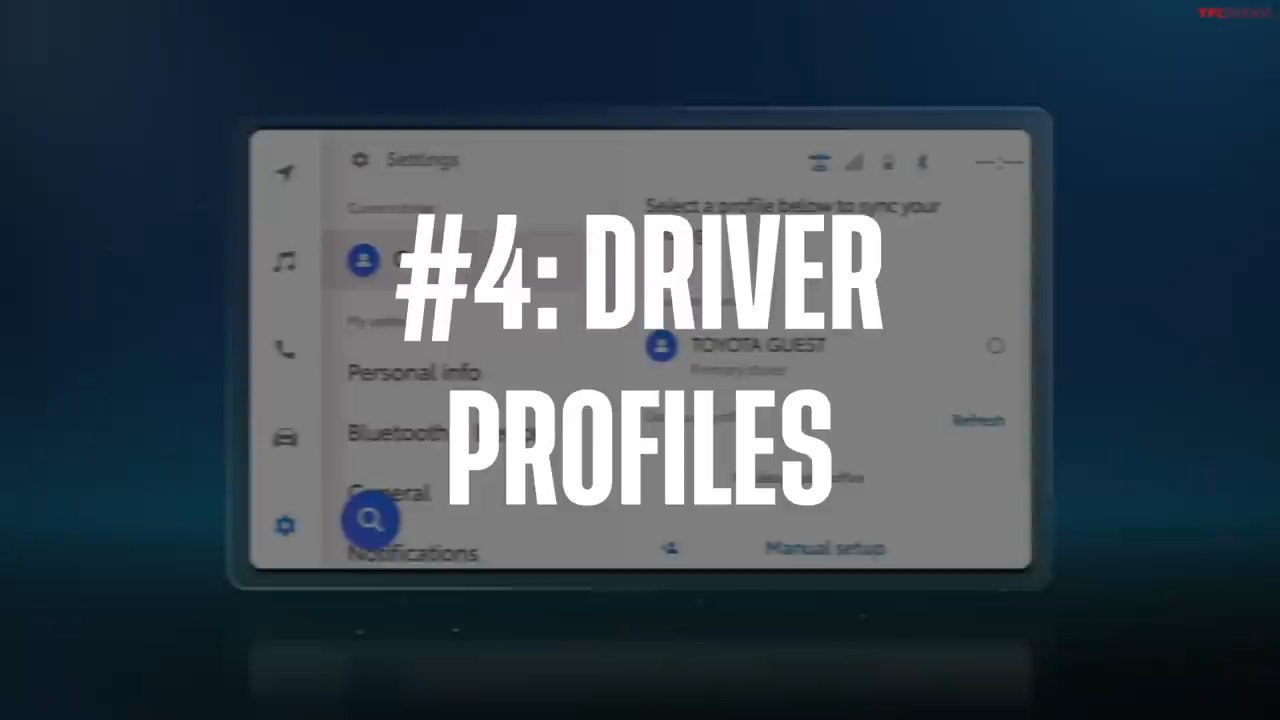 Settings
Select a profile below to sync your
#4: DRIVER
PROFILES
TOYOTA GUEST
Primary driver
Personal info
Refresh
Bluetooth
General
Manual setup
Notifications